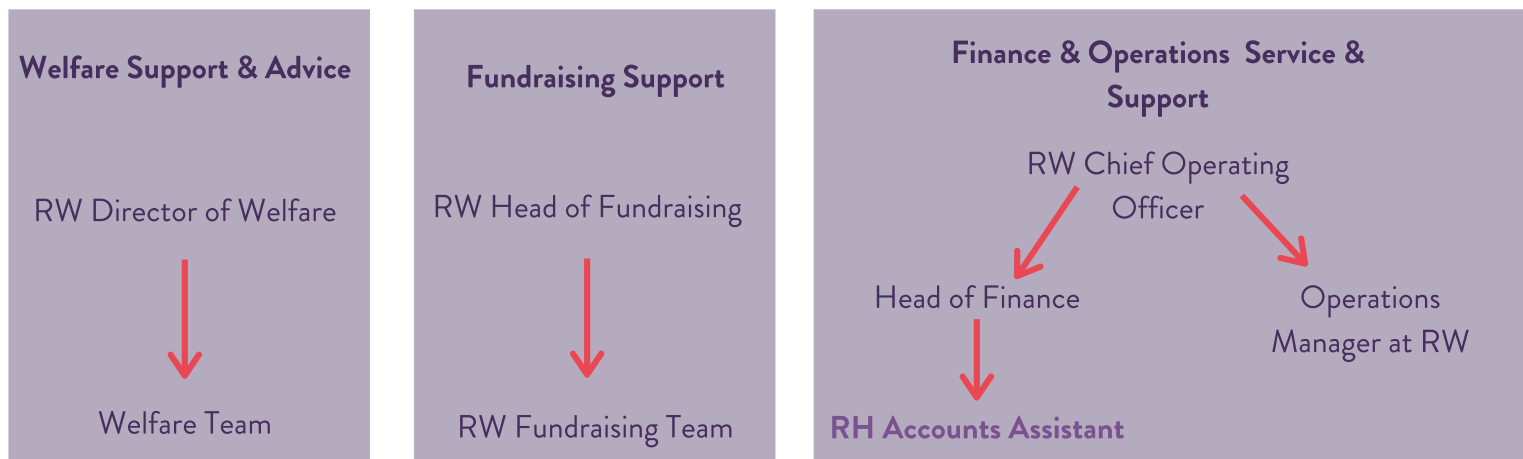 Welfare Support & Advice
RW Director of Welfare
Welfare Team
Fundraising Support
RW Head of Fundraising
RW Fundraising Team
Finance & Operations Service &
Support
RW Chief Operating
Officer
Head of Finance
Operations
Manager at RW
RH Accounts Assistant